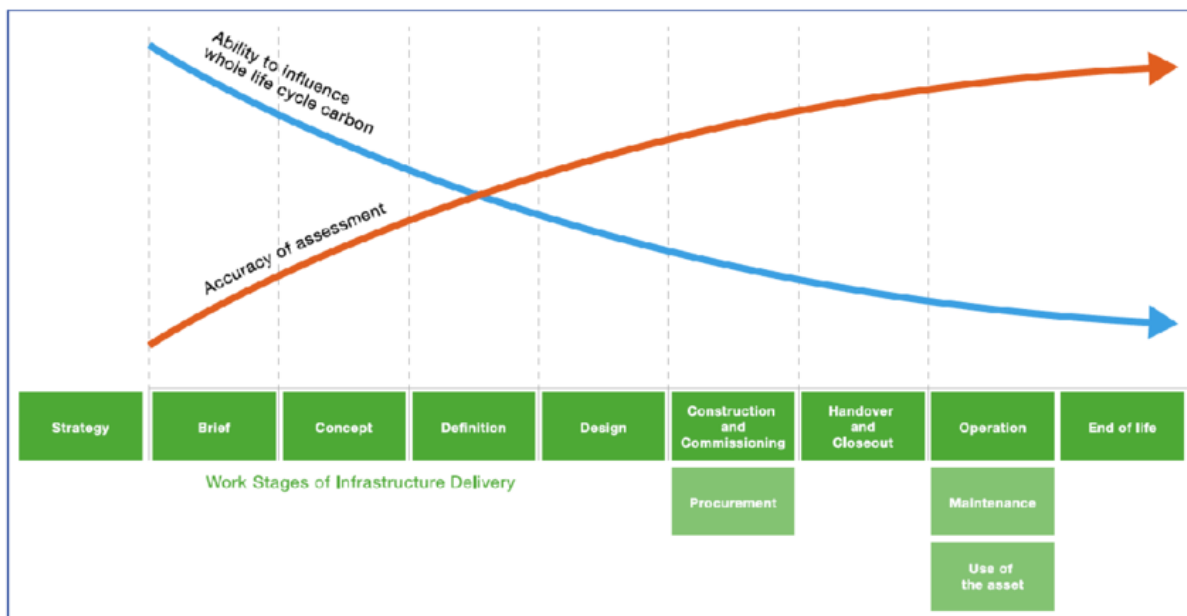 Ability to influence
whole life cycle carbon
Accuracy of assessment
Strategy
Brief
Concept
Definition
Design
Construction
and
Commissioning
Handover
and
Closecut
Operation
End of life
Work Stages of Infrastructure Delivery
Procurement
Maintenance
Use of
the asset